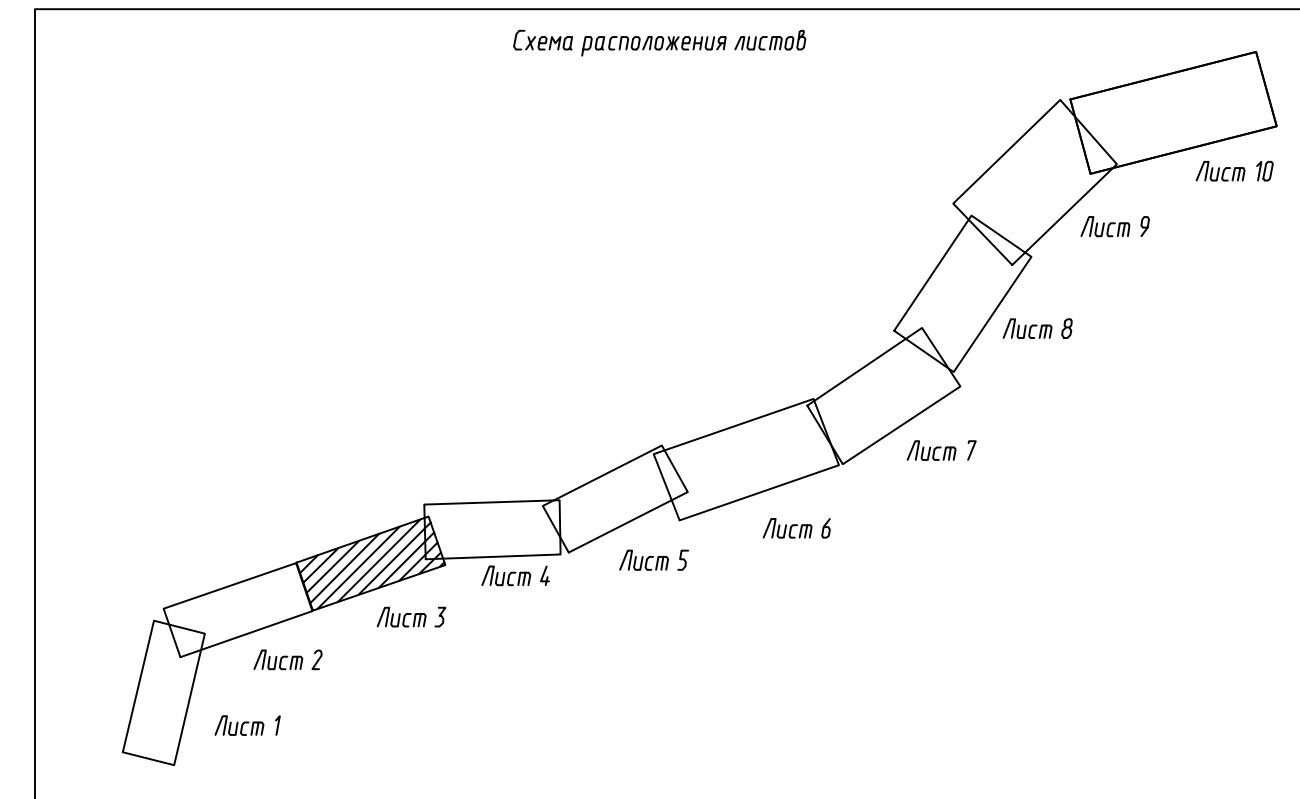 Схема расположения листов
Лист 10
Лист 9
Лист 8
Лист 7
Лист 6
Лист 5
Лист 4
Лист 3
Лист 2
Лист 1